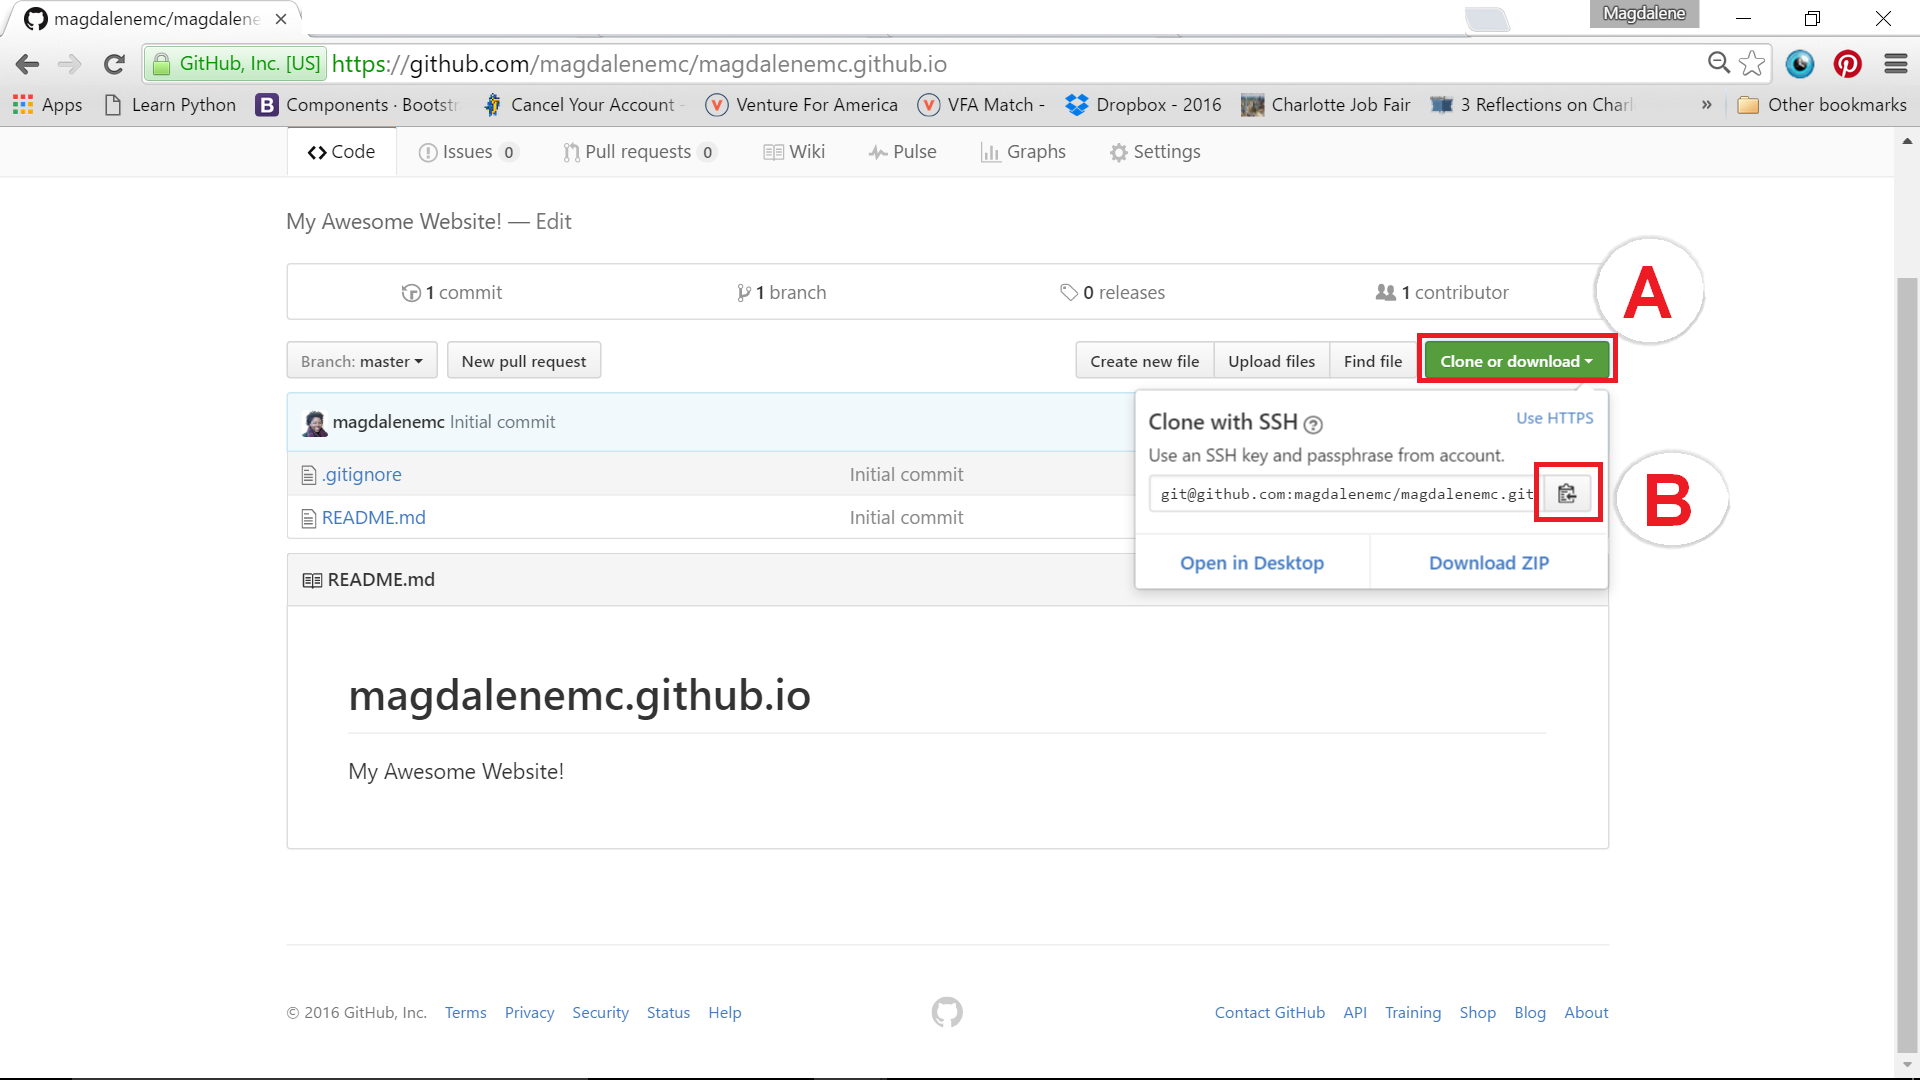 magdalenemc/magdalene
Magdalene
GitHub, Inc. [US] https://github.com/magdalenemc/magdalenemc.github.io
Apps Learn Python B Components · Bootstr Cancel Your Account - V Venture For America V VFA Match - Dropbox - 2016 Charlotte Job Fair 3 Reflections on Charl » Other bookmarks
Code Issues 0 Pull requests 0 Wiki Pulse Graphs Settings
My Awesome Website! — Edit
1 commit 1 branch 0 releases 1 contributor
A
Branch: master New pull request Create new file Upload files Find file Clone or download
magdalenemc Initial commit
Clone with SSH ? Use HTTPS
Use an SSH key and passphrase from account.
.gitignore Initial commit
git@github.com:magdalenemc/magdalenemc.git
B
README.md Initial commit
Open in Desktop Download ZIP
README.md
magdalenemc.github.io
My Awesome Website!
© 2016 GitHub, Inc. Terms Privacy Security Status Help Contact GitHub API Training Shop Blog About